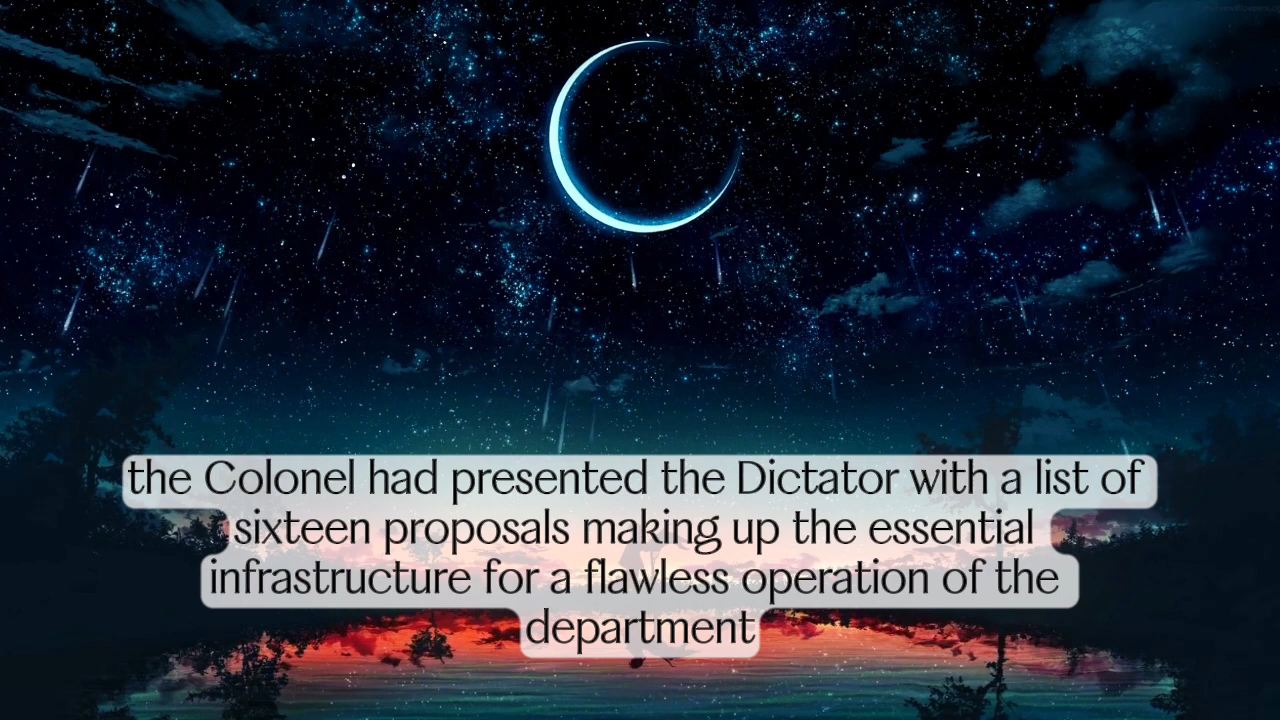 the Colonel had presented the Dictator with a list of
sixteen proposals making up the essential
infrastructure for a flawless operation of the
department